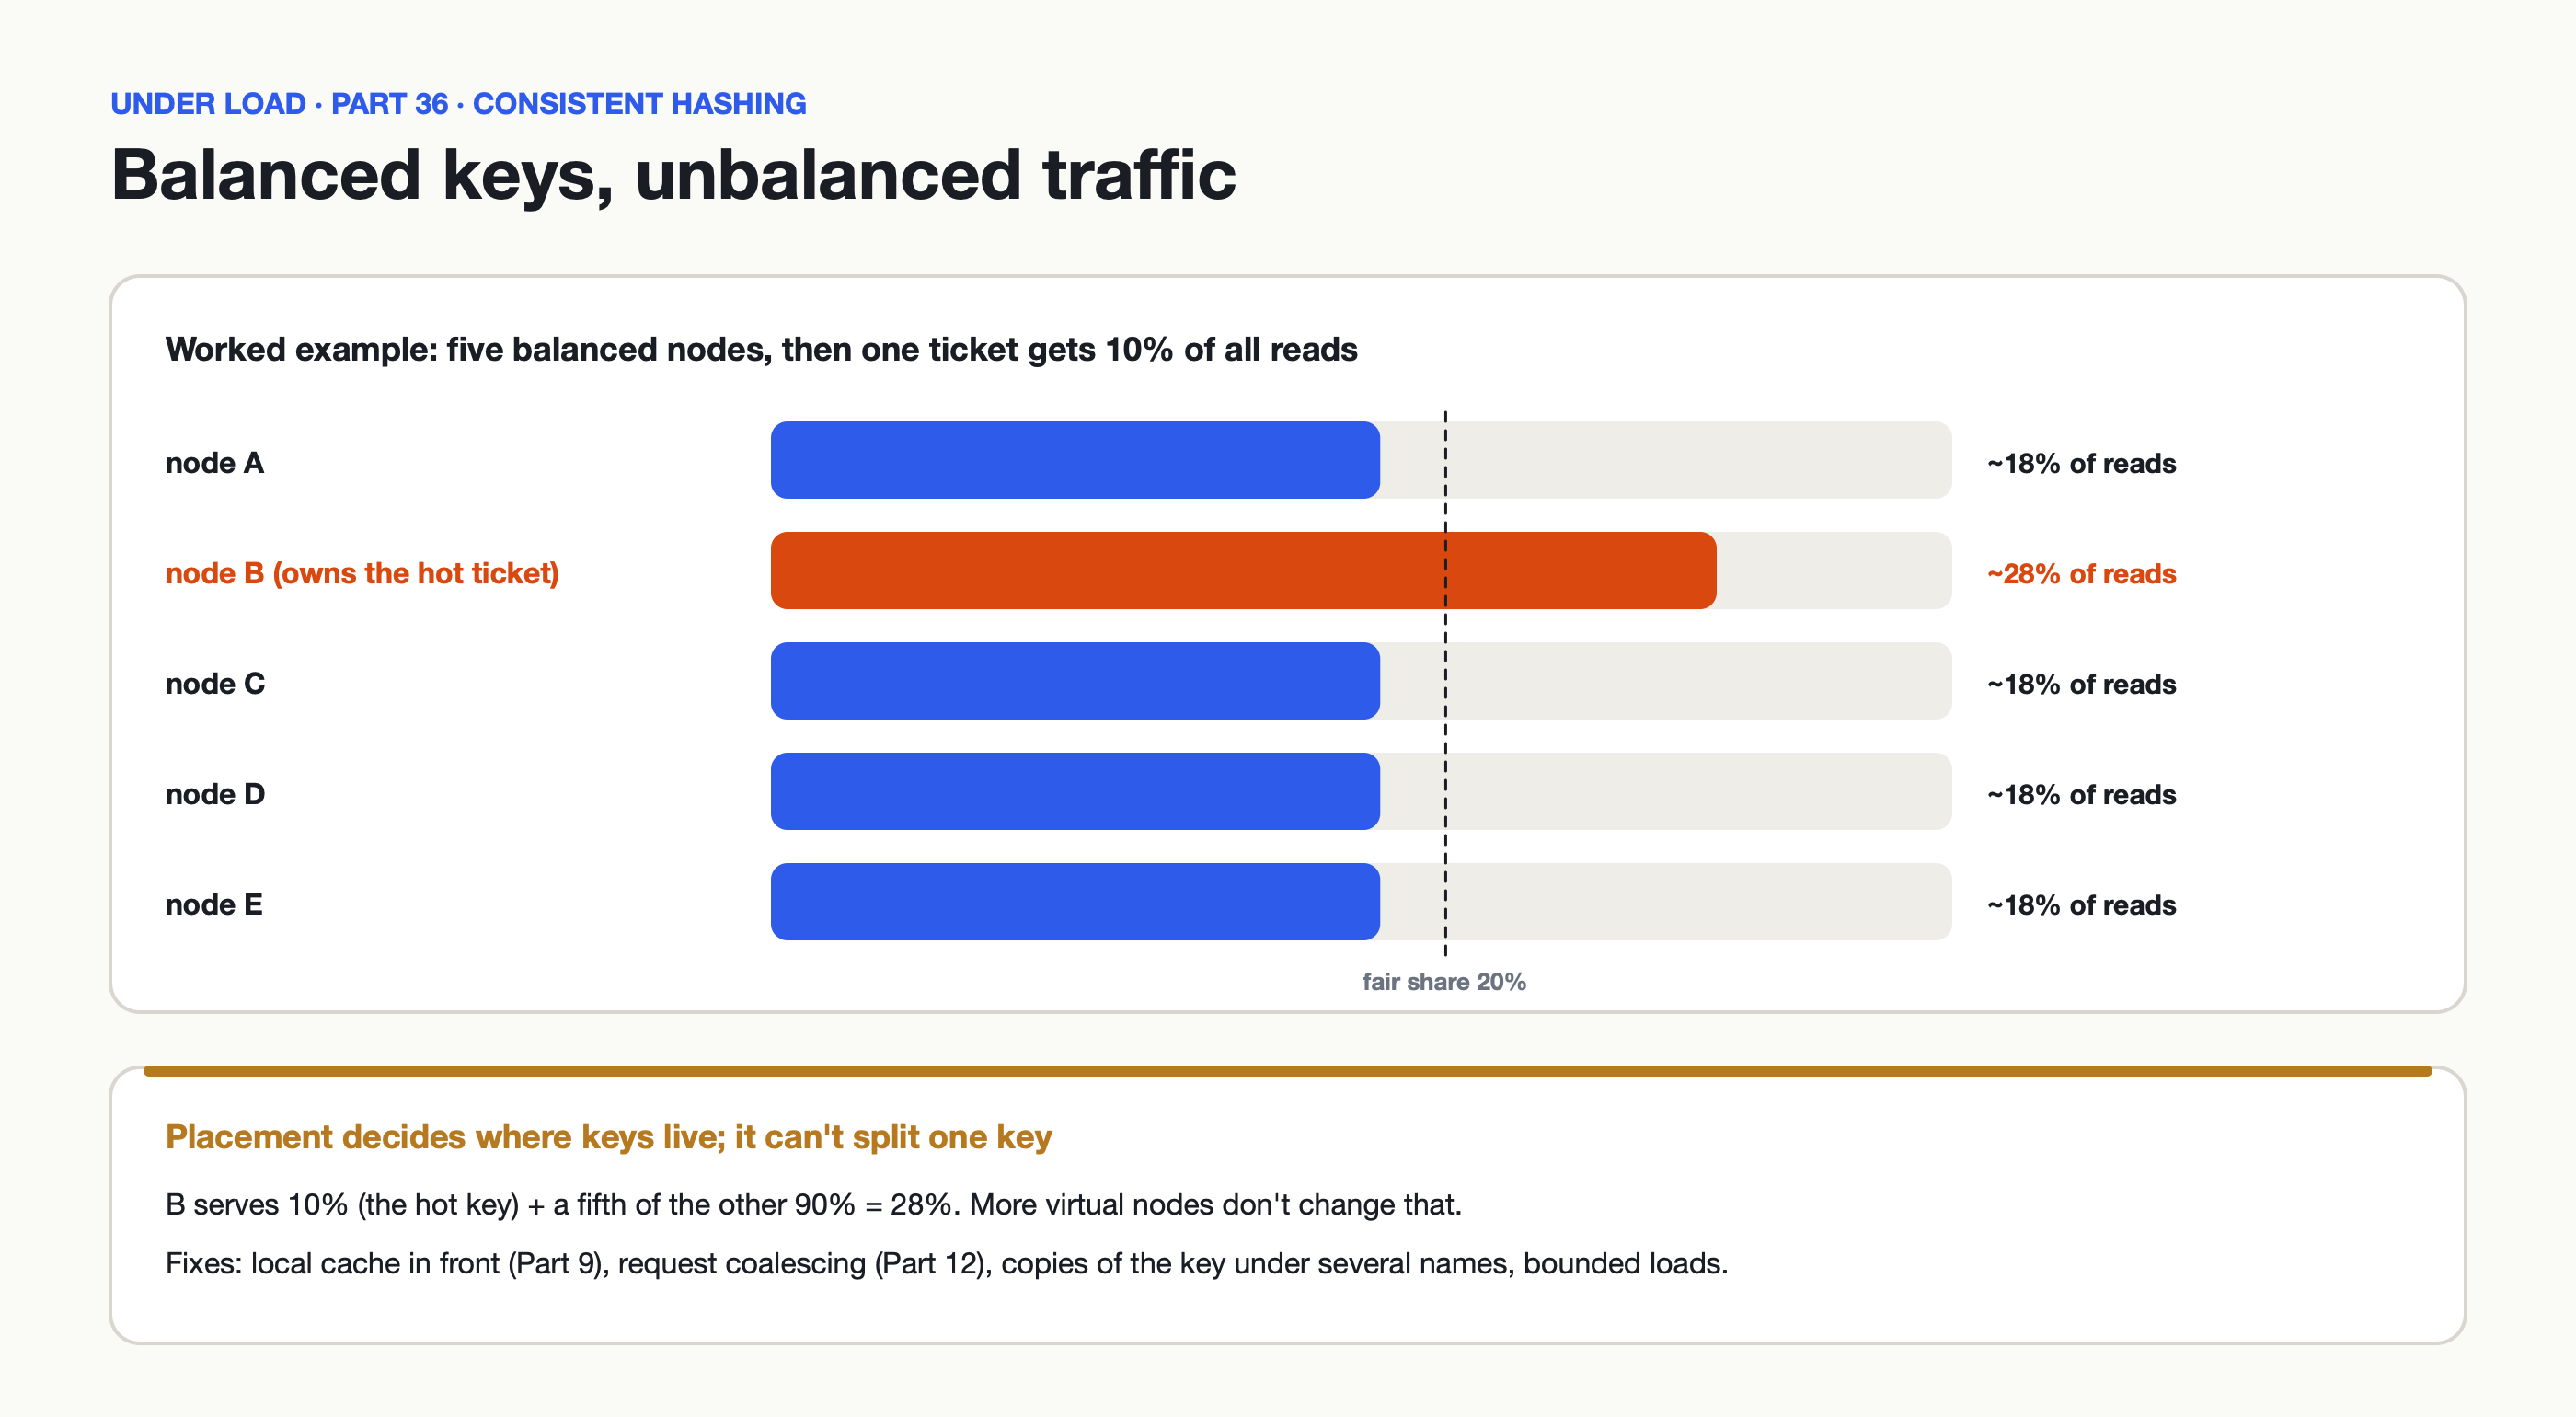 UNDER LOAD · PART 36 · CONSISTENT HASHING
Balanced keys, unbalanced traffic
Worked example: five balanced nodes, then one ticket gets 10% of all reads
node A
~18% of reads
node B (owns the hot ticket)
~28% of reads
node C
~18% of reads
node D
~18% of reads
node E
~18% of reads
fair share 20%
Placement decides where keys live; it can't split one key
B serves 10% (the hot key) + a fifth of the other 90% = 28%. More virtual nodes don't change that.
Fixes: local cache in front (Part 9), request coalescing (Part 12), copies of the key under several names, bounded loads.